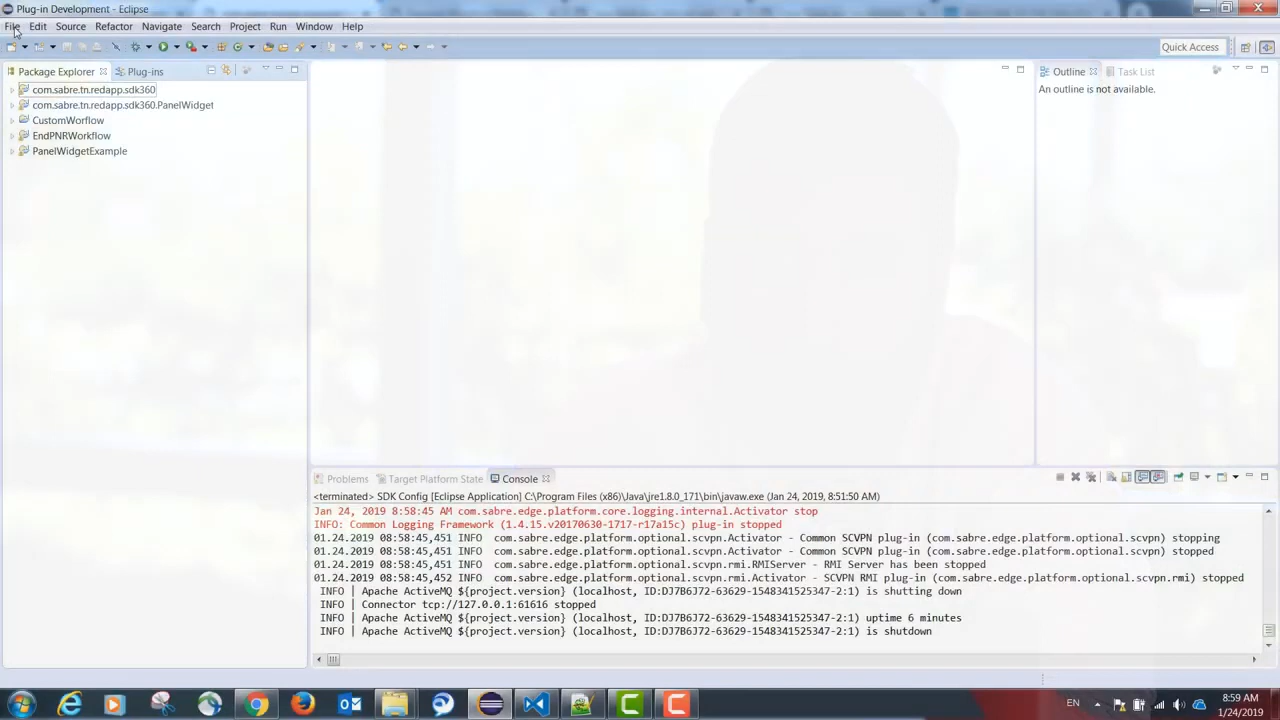 Plug-in Development - Eclipse
File Edit Source Refactor Navigate Search Project Run Window Help
Quick Access
Package Explorer Plug-ins
com.sabre.tn.redapp.sdk360
com.sabre.tn.redapp.sdk360.PanelWidget
CustomWorflow
EndPNRWorkflow
PanelWidgetExample
Outline Task List
An outline is not available.
Problems Target Platform State Console
<terminated> SDK Config [Eclipse Application] C:\Program Files (x86)\Java\jre1.8.0_171\bin\javaw.exe (Jan 24, 2019, 8:51:50 AM)
Jan 24, 2019 8:58:45 AM com.sabre.edge.platform.core.logging.internal.Activator stop
INFO: Common Logging Framework (1.4.15.v20170630-1717-r17a15c) plug-in stopped
01.24.2019 08:58:45,451 INFO com.sabre.edge.platform.optional.scvpn.Activator - Common SCVPN plug-in (com.sabre.edge.platform.optional.scvpn) stopping
01.24.2019 08:58:45,451 INFO com.sabre.edge.platform.optional.scvpn.Activator - Common SCVPN plug-in (com.sabre.edge.platform.optional.scvpn) stopped
01.24.2019 08:58:45,451 INFO com.sabre.edge.platform.optional.scvpn.rmi.RMIServer - RMI Server has been stopped
01.24.2019 08:58:45,452 INFO com.sabre.edge.platform.optional.scvpn.rmi.Activator - SCVPN RMI plug-in (com.sabre.edge.platform.optional.scvpn.rmi) stopped
INFO | Apache ActiveMQ ${project.version} (localhost, ID:DJ7B6J72-63629-1548341525347-2:1) is shutting down
INFO | Connector tcp://127.0.0.1:61616 stopped
INFO | Apache ActiveMQ ${project.version} (localhost, ID:DJ7B6J72-63629-1548341525347-2:1) uptime 6 minutes
INFO | Apache ActiveMQ ${project.version} (localhost, ID:DJ7B6J72-63629-1548341525347-2:1) is shutdown
EN
8:59 AM
1/24/2019